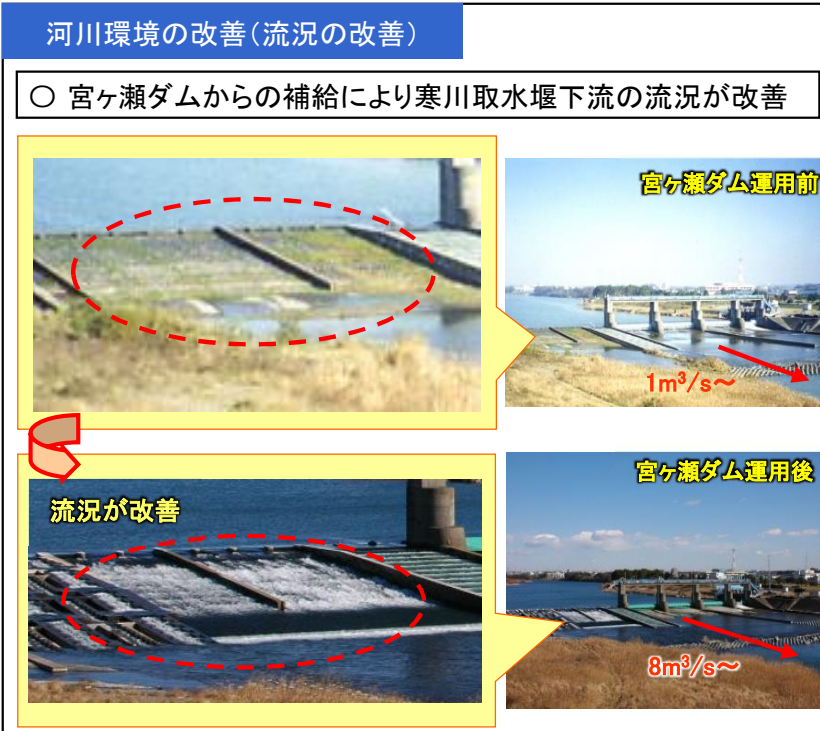 河川環境の改善(流況の改善)
○ 宮ヶ瀬ダムからの補給により寒川取水堰下流の流況が改善
宮ヶ瀬ダム運用前
1m³/s~
流況が改善
宮ヶ瀬ダム運用後
8m³/s~